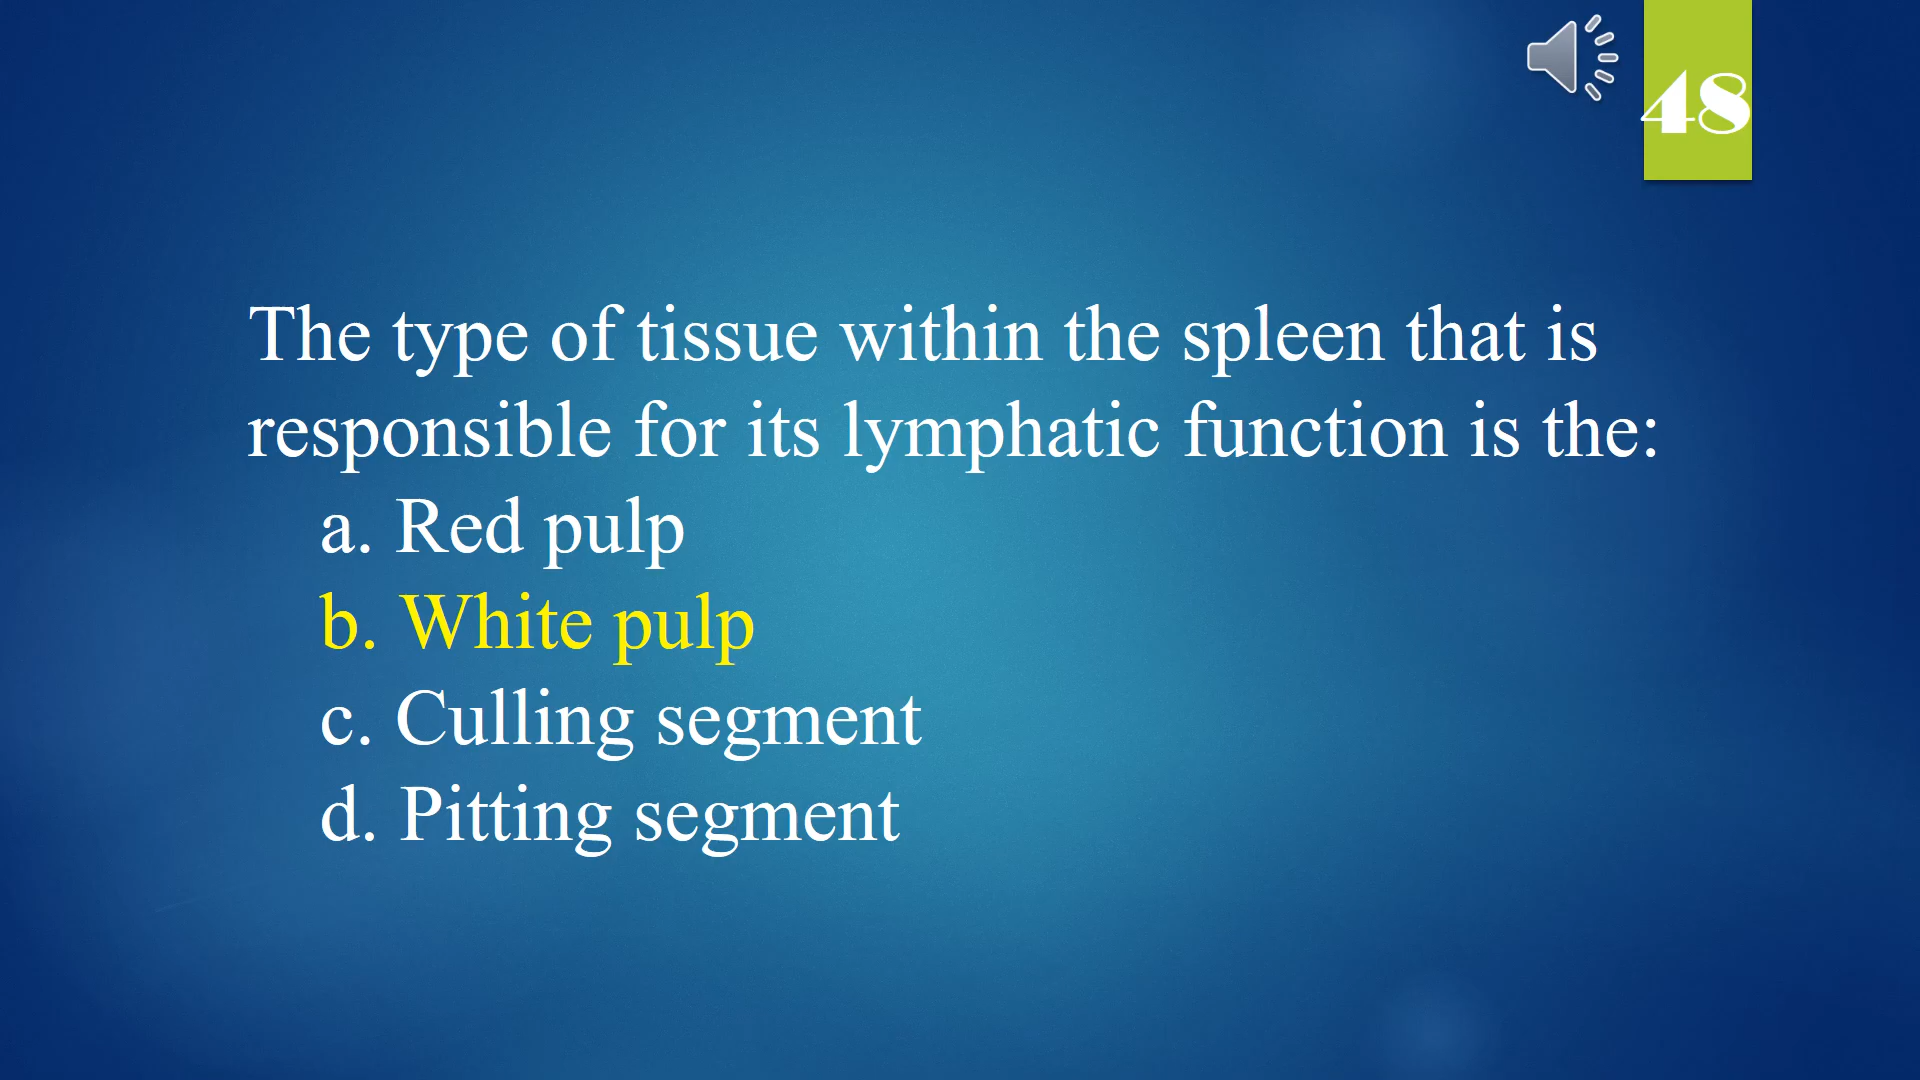 48
The type of tissue within the spleen that is
responsible for its lymphatic function is the:
a. Red pulp
b. White pulp
c. Culling segment
d. Pitting segment